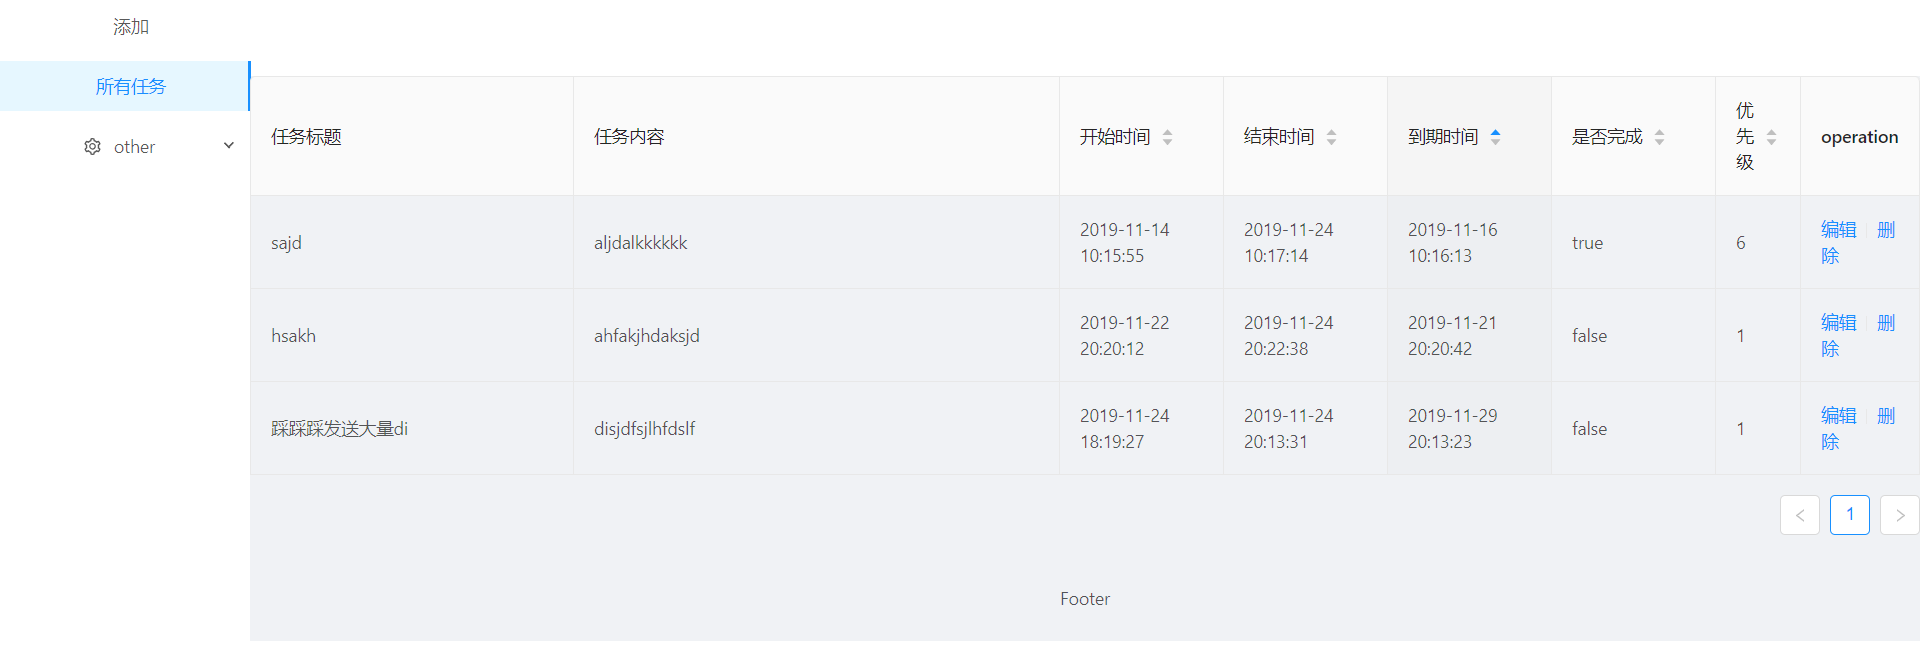 添加
所有任务
other
任务标题
任务内容
开始时间
结束时间
到期时间
是否完成
优
先
级
operation
sajd
aljdalkkkkkk
2019-11-14
10:15:55
2019-11-24
10:17:14
2019-11-16
10:16:13
true
6
编辑 删
除
hsakh
ahfakjhdaksjd
2019-11-22
20:20:12
2019-11-24
20:22:38
2019-11-21
20:20:42
false
1
编辑 删
除
踩踩踩发送大量di
disjdfsjlhfdslf
2019-11-24
18:19:27
2019-11-24
20:13:31
2019-11-29
20:13:23
false
1
编辑 删
除
1
Footer